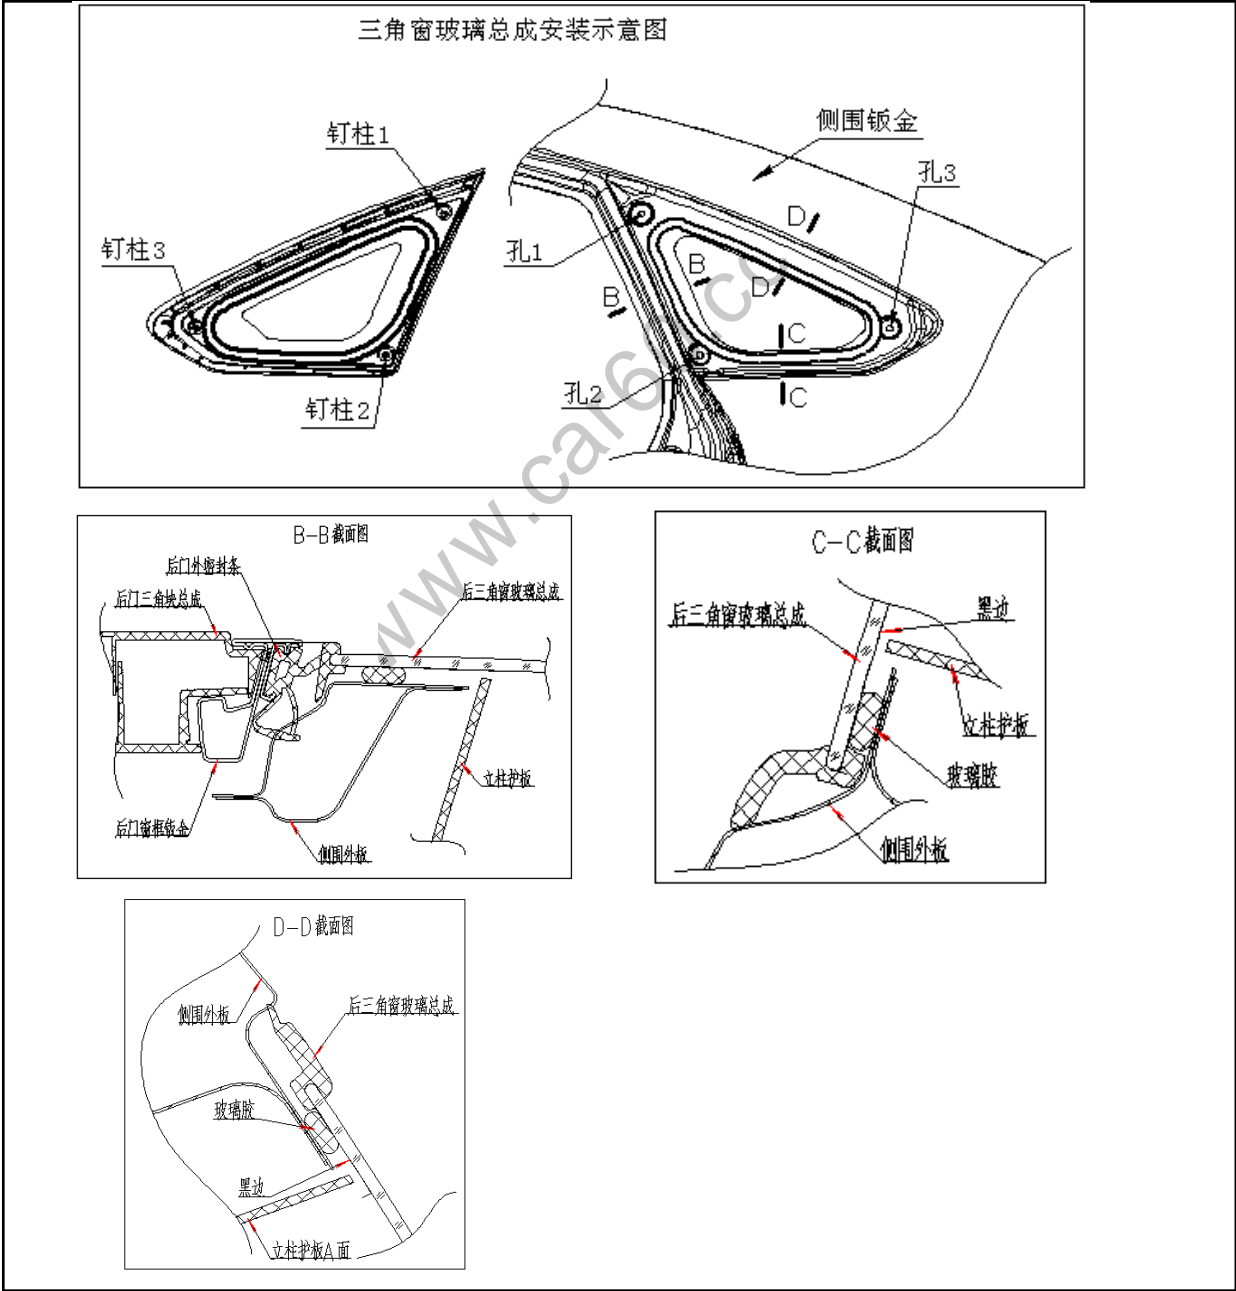 三角窗玻璃总成安装示意图
钉柱1
侧围钣金
孔3
D
钉柱3
孔1
B
D
B
C
孔2
C
钉柱2
www.car60.co
B-B截面图
后门外密封条
后门三角块总成
后三角窗玻璃总成
立柱护板
后门窗框钣金
侧围外板
C-C截面图
后三角窗玻璃总成
黑边
立柱护板
玻璃胶
侧围外板
D-D截面图
后三角窗玻璃总成
侧围外板
玻璃胶
黑边
立柱护板A面